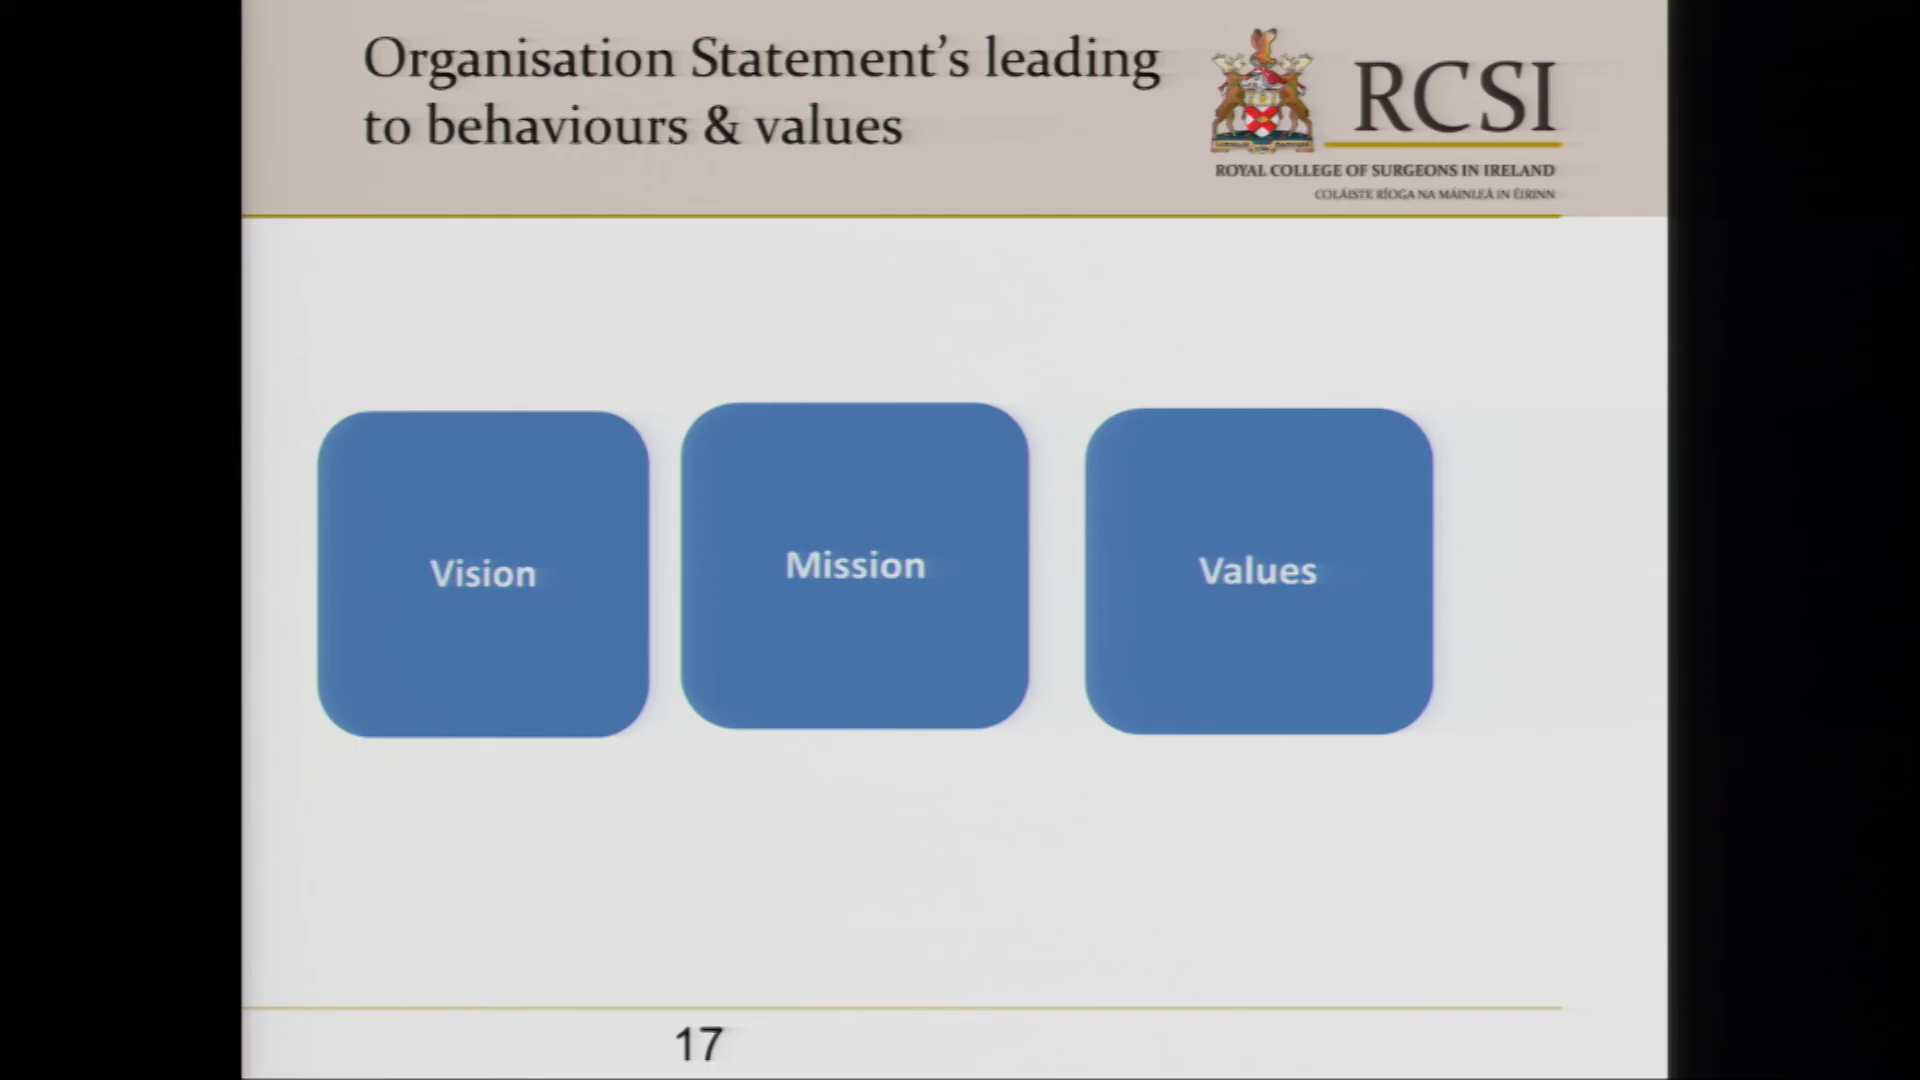 Organisation Statement's leading
to behaviours & values
RCSI
ROYAL COLLEGE OF SURGEONS IN IRELAND
COLÁISTE RÍOGA NA MÁINLEÁ IN ÉIRINN
Vision
Mission
Values
17